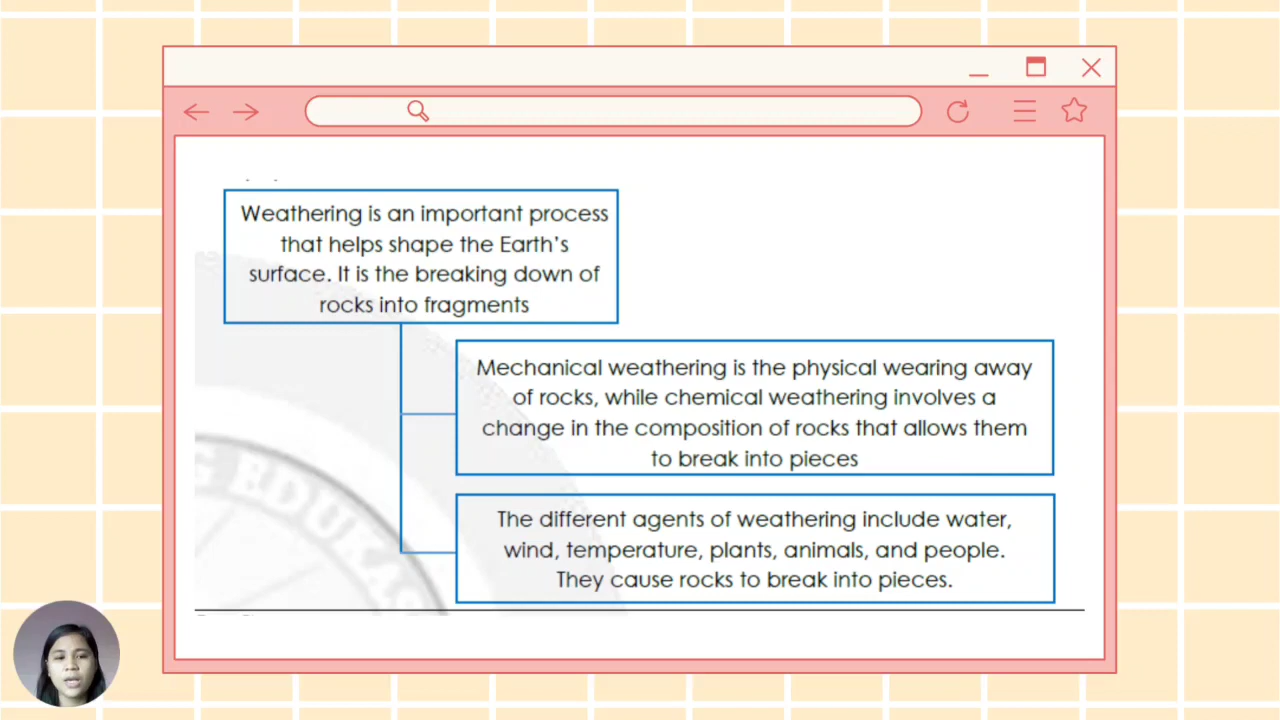 Weathering is an important process
that helps shape the Earth's
surface. It is the breaking down of
rocks into fragments
Mechanical weathering is the physical wearing away
of rocks, while chemical weathering involves a
change in the composition of rocks that allows them
to break into pieces
The different agents of weathering include water,
wind, temperature, plants, animals, and people.
They cause rocks to break into pieces.